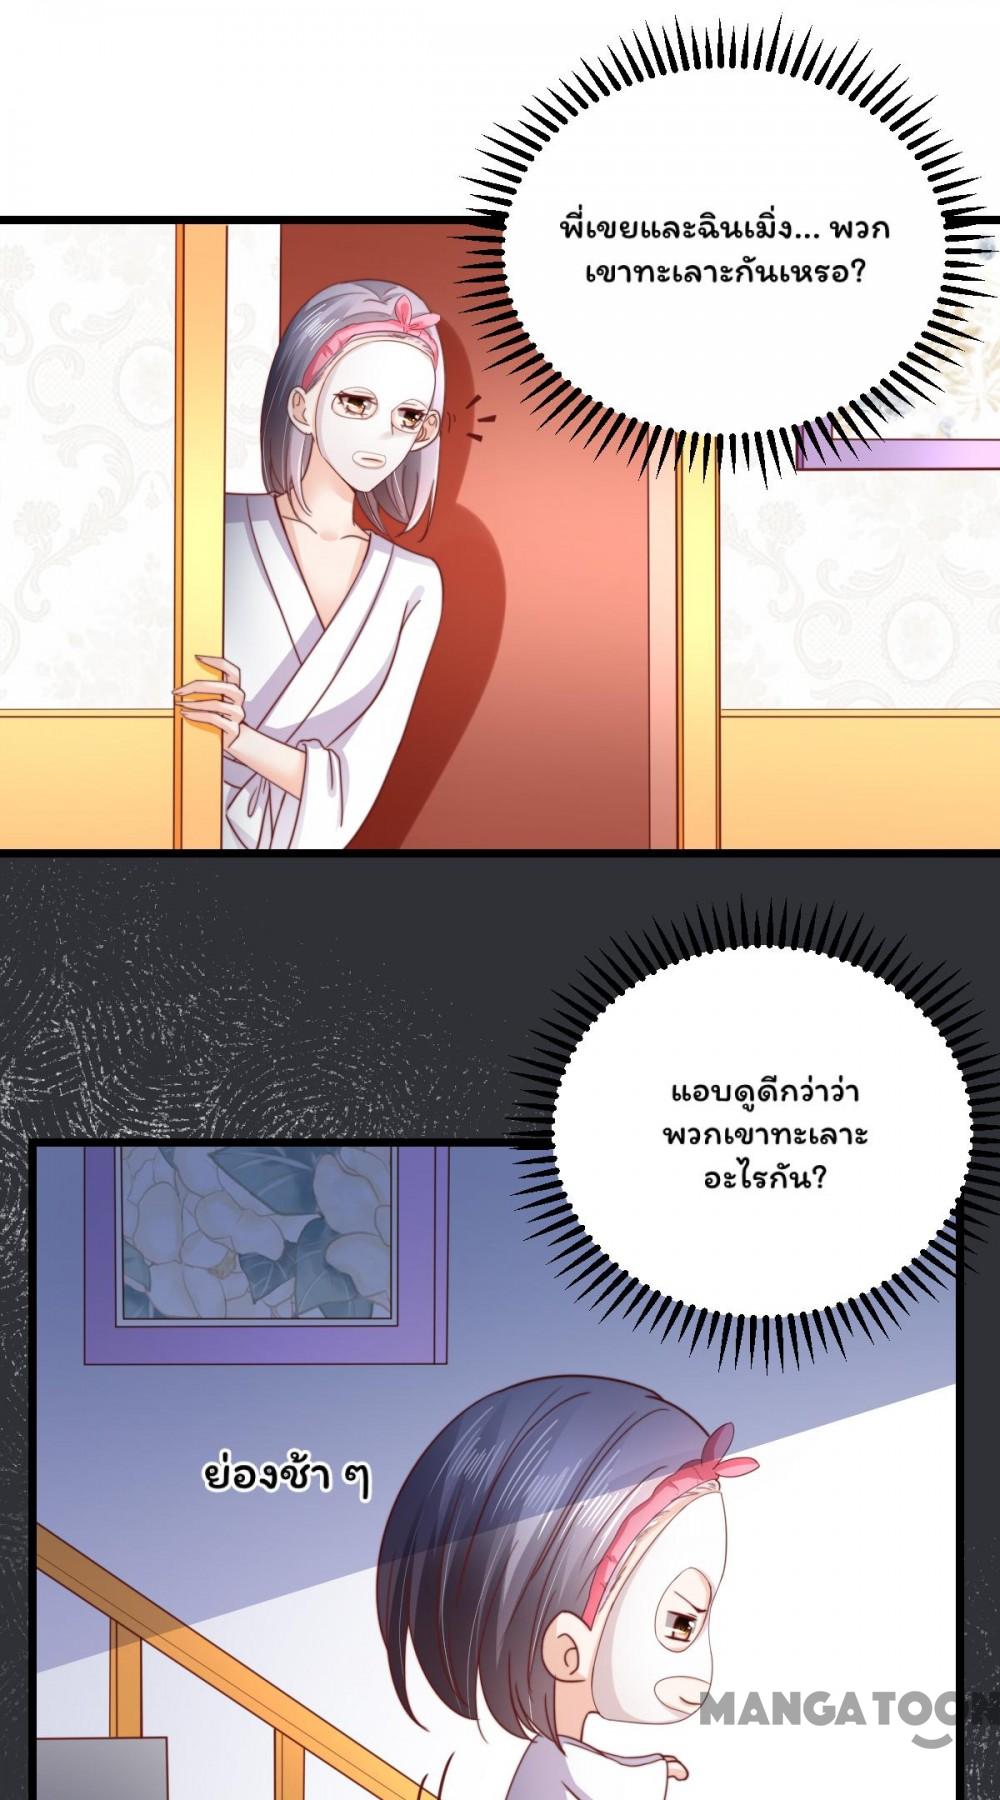 พี่เขยและฉินเมิ่ง... พวก
เขาทะเลาะกันเหรอ?
แอบดูดีกว่าว่า
พวกเขาทะเลาะ
อะไรกัน?
ย่องช้า ๆ
MANGATOON